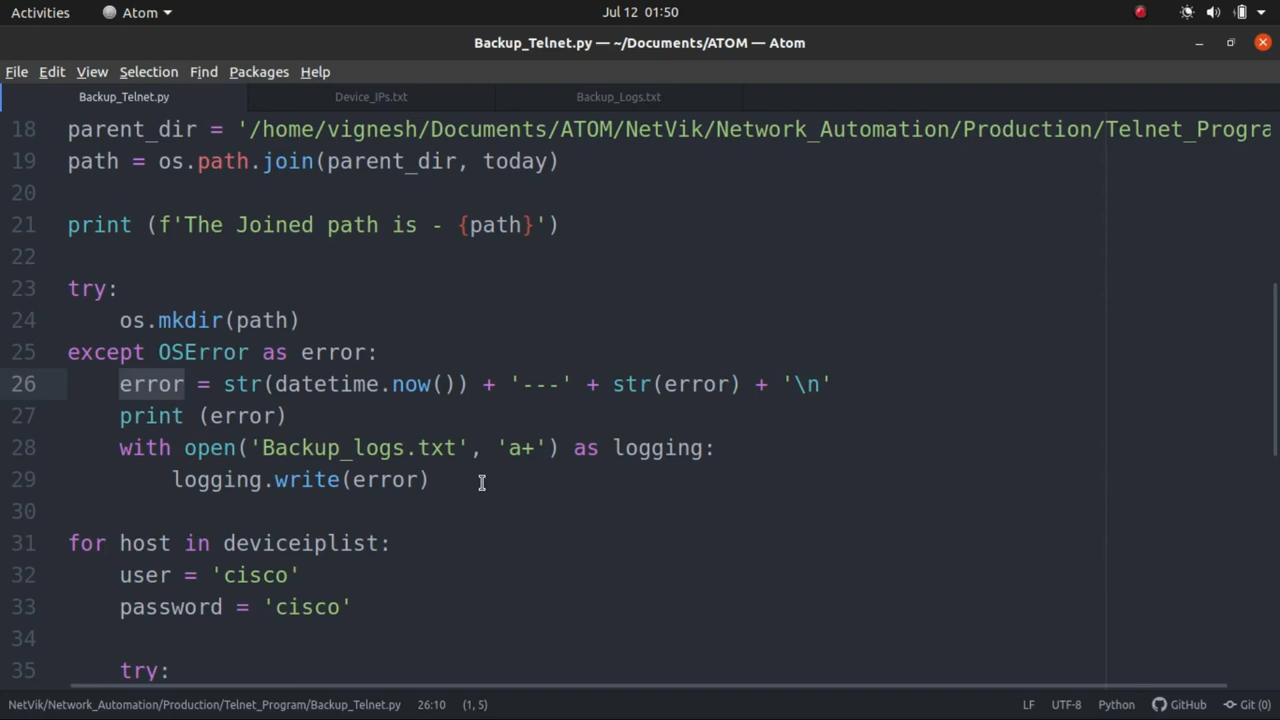 Activities Atom Jul 12 01:50
Backup_Telnet.py — ~/Documents/ATOM — Atom
File Edit View Selection Find Packages Help
Backup_Telnet.py Device_IPs.txt Backup_Logs.txt
18 parent_dir = '/home/vignesh/Documents/ATOM/NetVik/Network_Automation/Production/Telnet_Progra
19 path = os.path.join(parent_dir, today)
20
21 print (f'The Joined path is - {path}')
22
23 try:
24 os.mkdir(path)
25 except OSError as error:
26 error = str(datetime.now()) + '---' + str(error) + '\n'
27 print (error)
28 with open('Backup_logs.txt', 'a+') as logging:
29 logging.write(error)
30
31 for host in deviceiplist:
32 user = 'cisco'
33 password = 'cisco'
34
35 try:
NetVik/Network_Automation/Production/Telnet_Program/Backup_Telnet.py 26:10 (1, 5) LF UTF-8 Python GitHub Git (0)